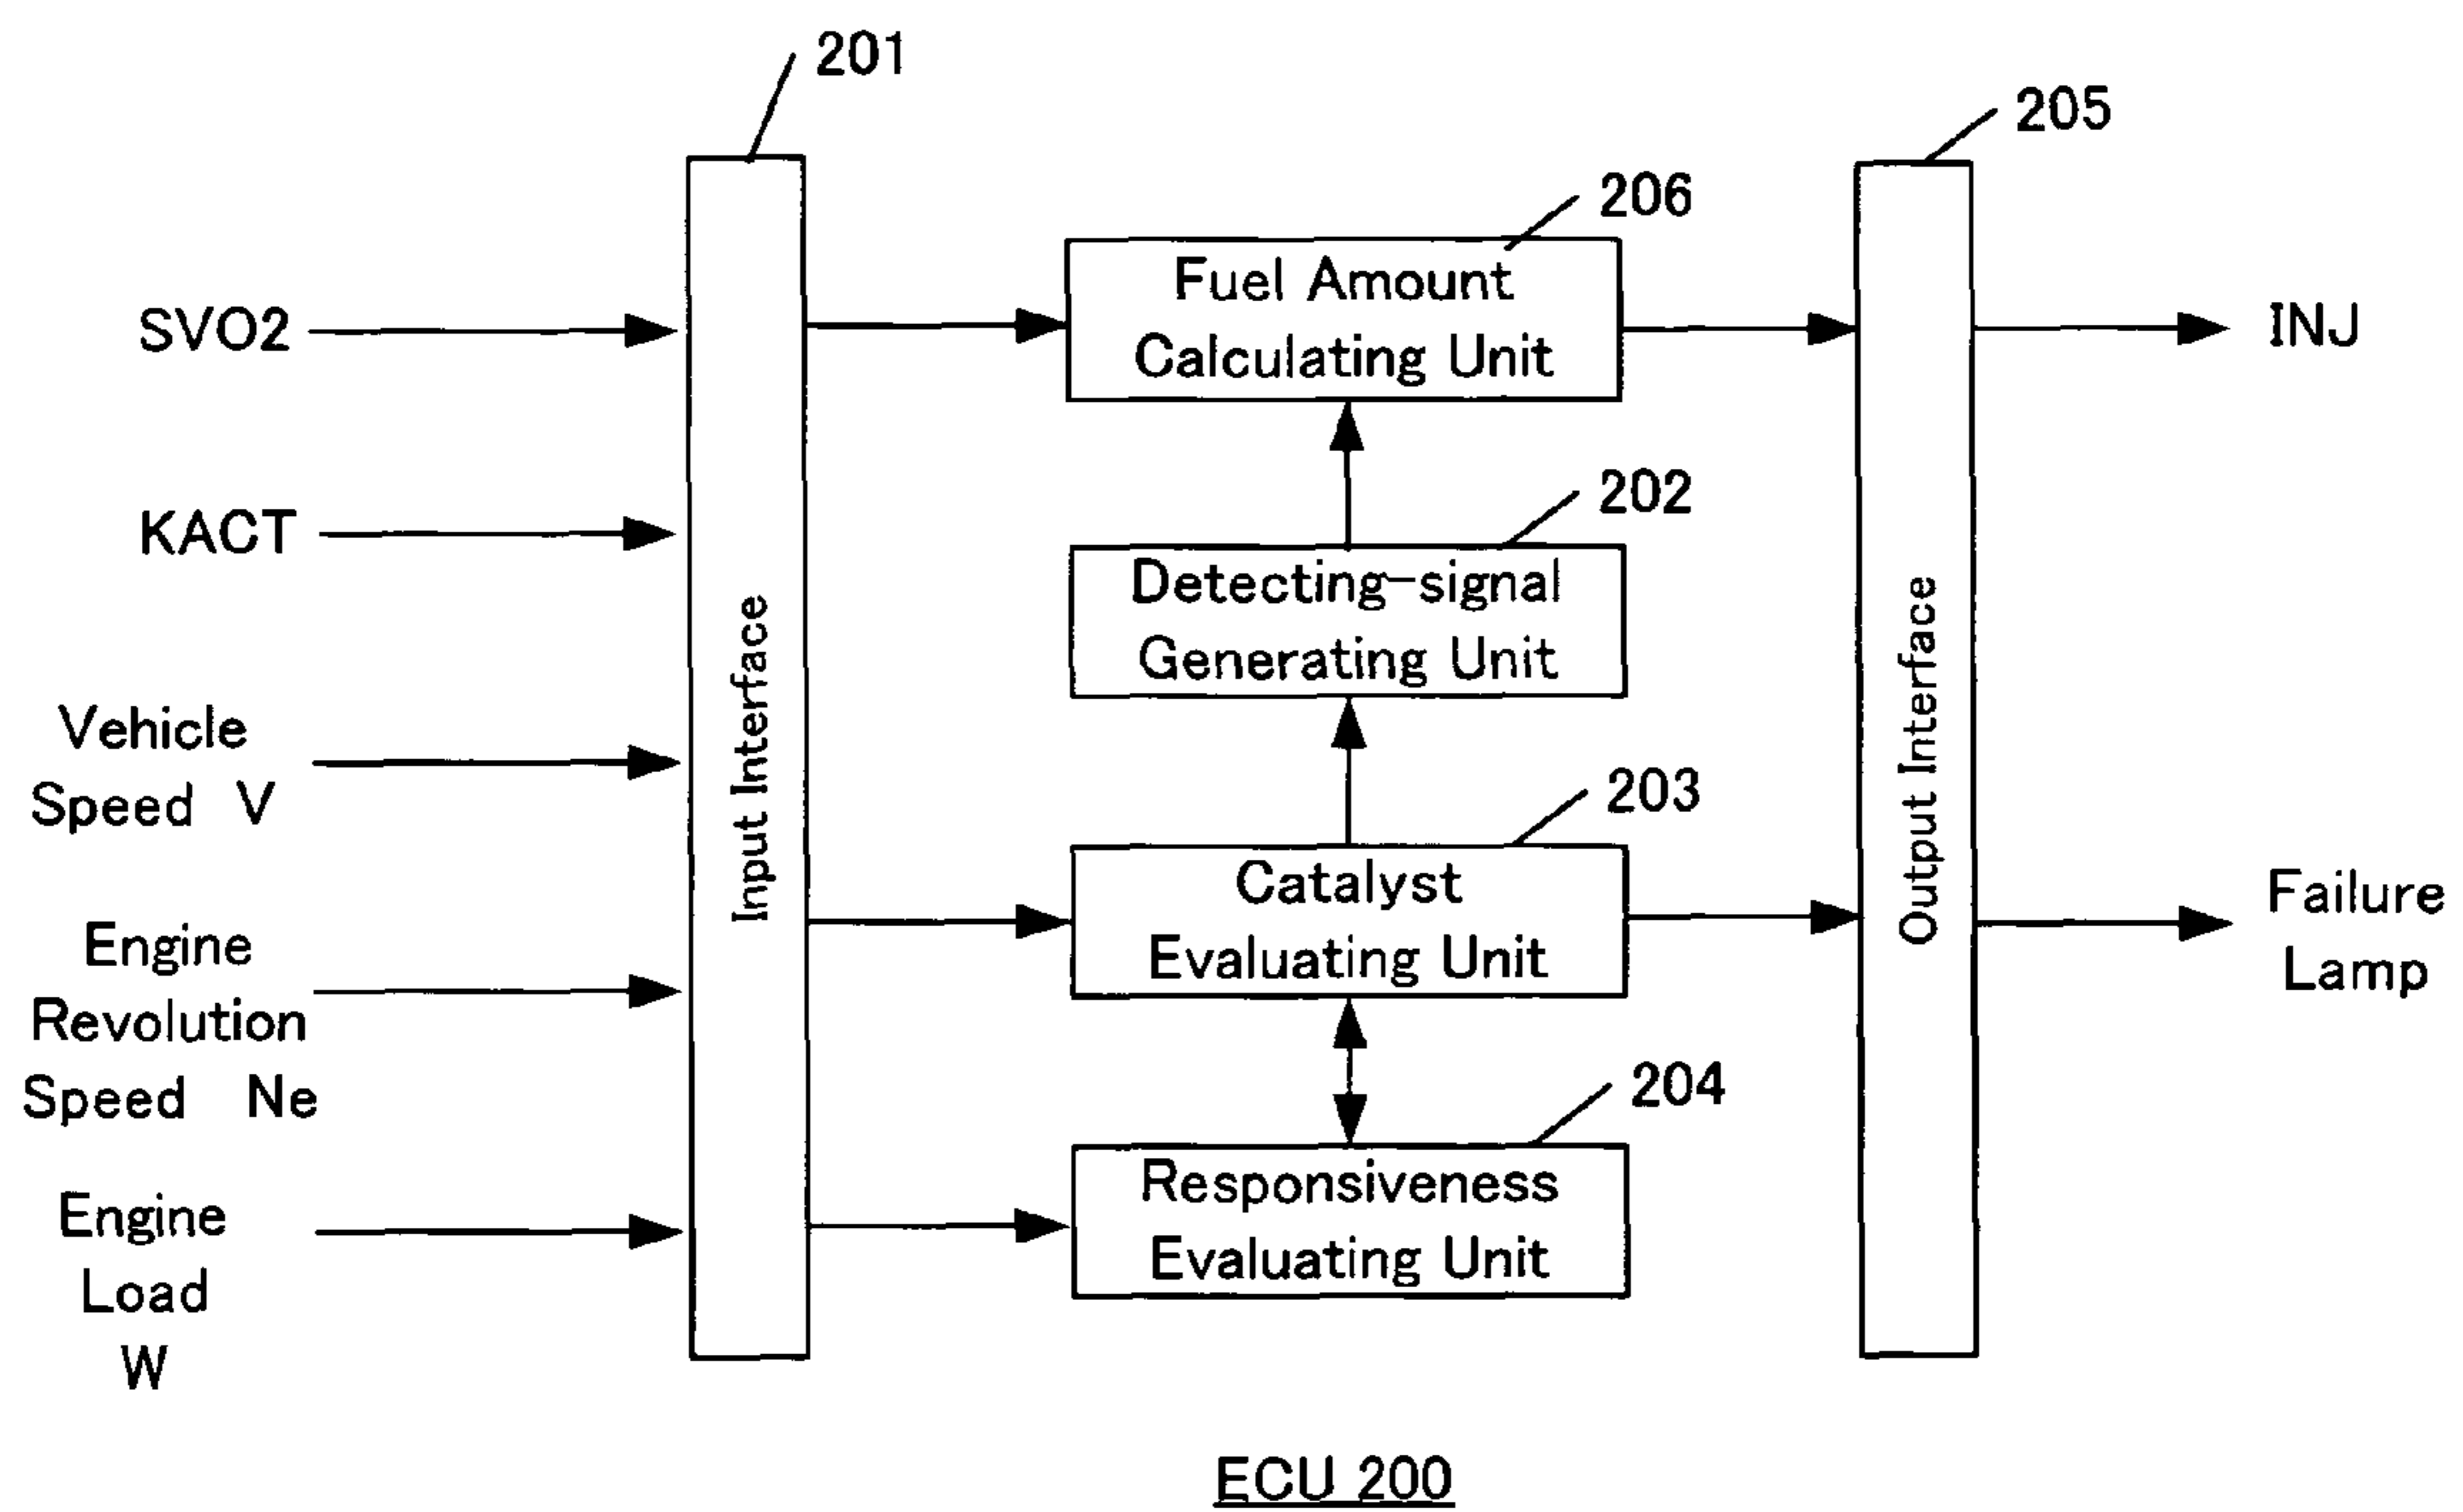 201
205
206
Fuel Amount
Calculating Unit
SVO2
INJ
202
KACT
Detecting-signal
Generating Unit
Input Interface
Output Interface
Vehicle
Speed V
203
Catalyst
Evaluating Unit
Failure
Lamp
Engine
Revolution
Speed Ne
204
Responsiveness
Evaluating Unit
Engine
Load
W
ECU 200